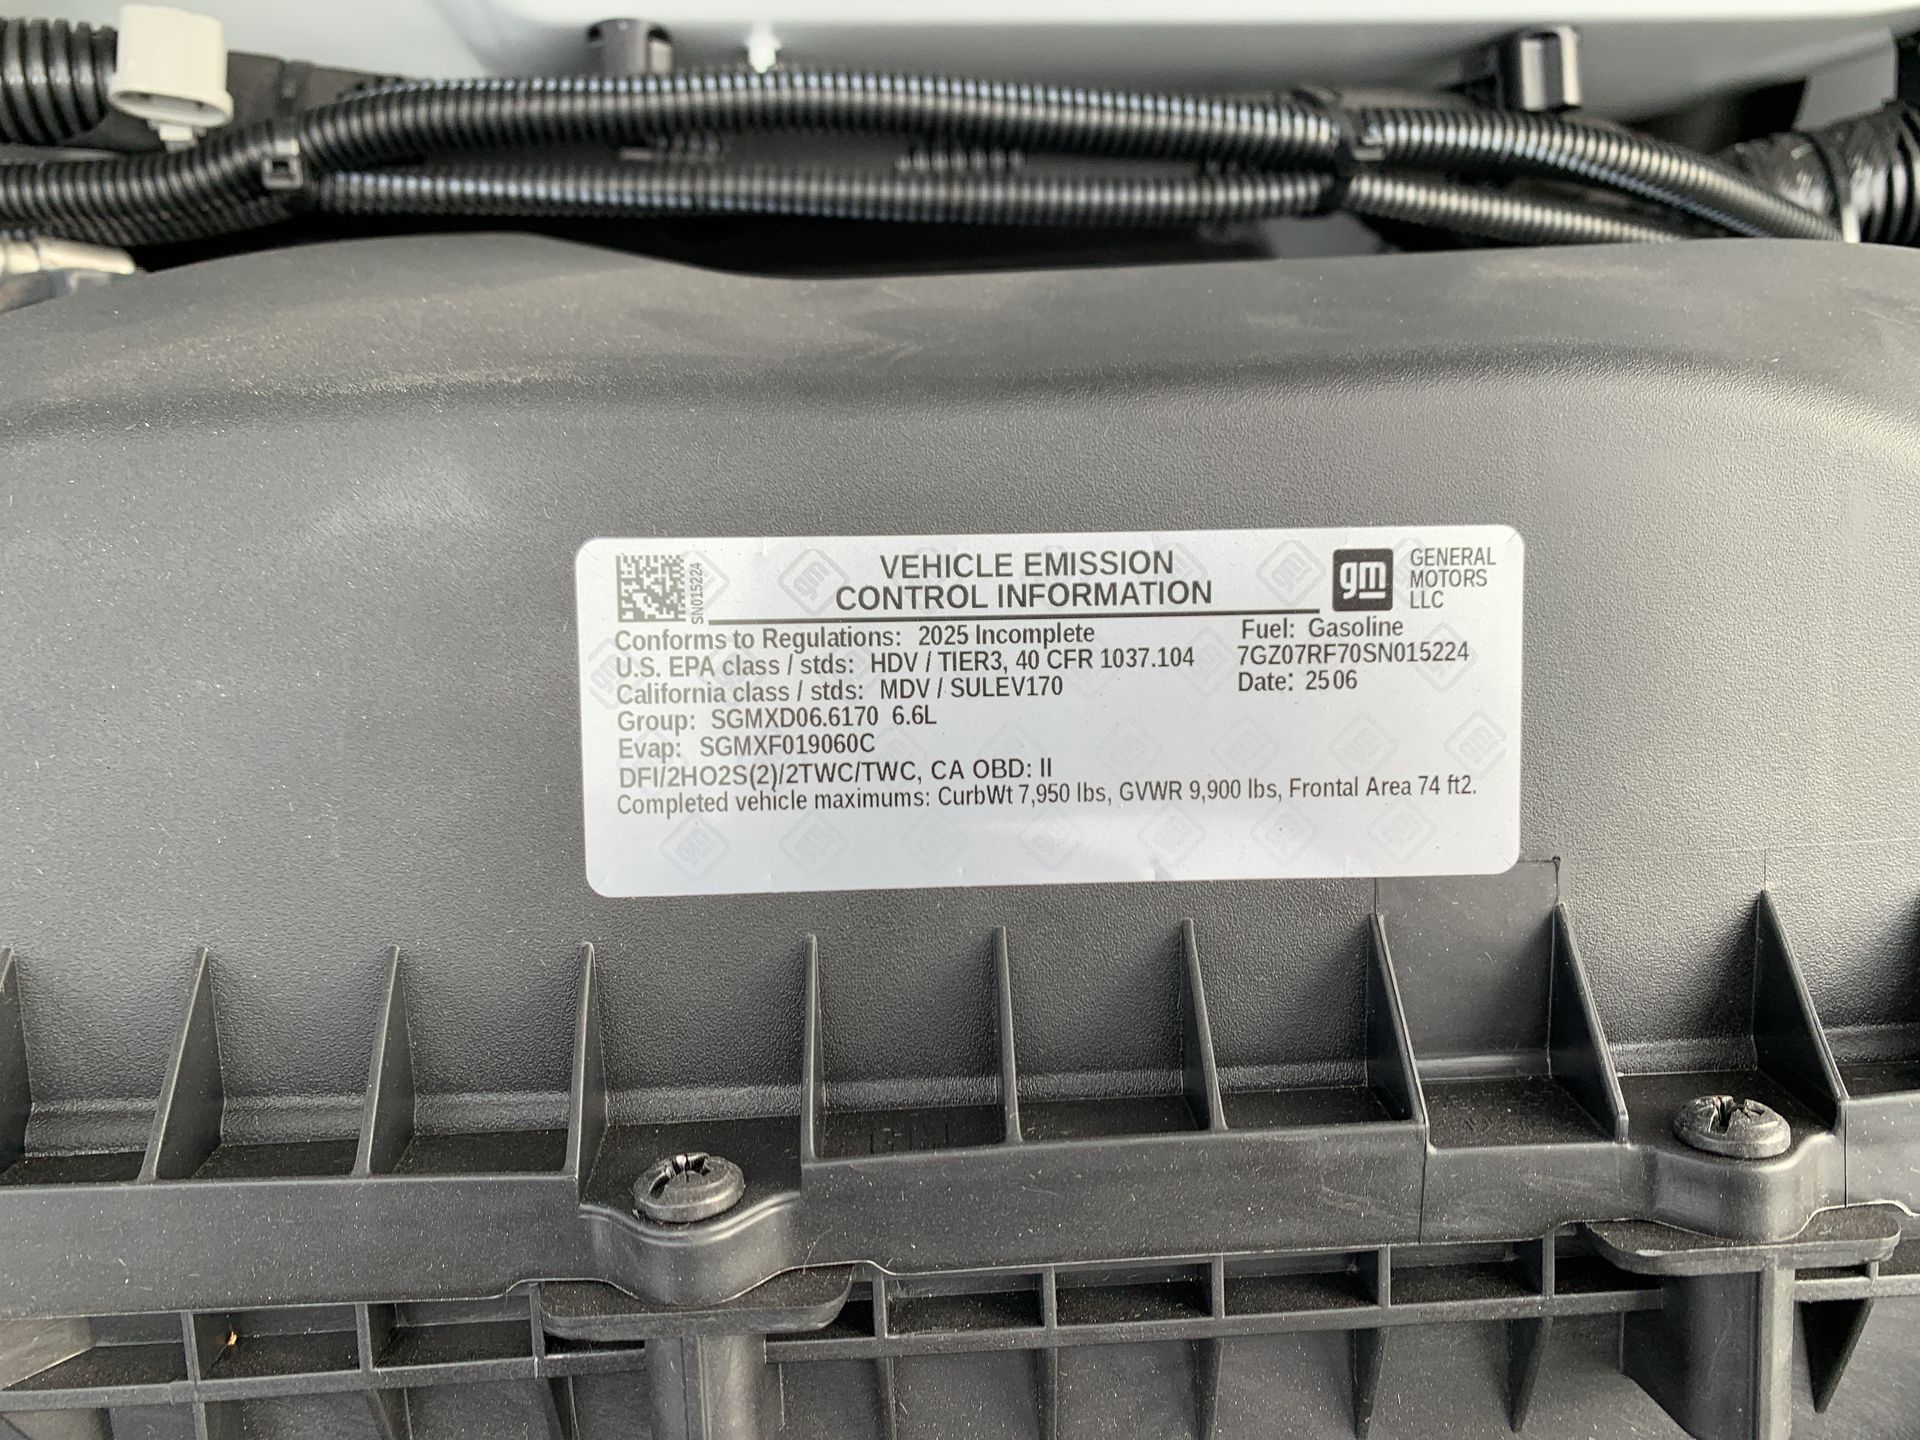 SN015224
VEHICLE EMISSION
CONTROL INFORMATION
gm
GENERAL
MOTORS
LLC
Conforms to Regulations: 2025 Incomplete
Fuel: Gasoline
U.S. EPA class / stds: HDV / TIER3, 40 CFR 1037.104
7GZ07RF70SN015224
California class / stds: MDV / SULEV170
Date: 2506
Group: SGMXD06.6170 6.6L
Evap: SGMXF019060C
DFI/2HO2S(2)/2TWC/TWC, CA OBD: II
Completed vehicle maximums: CurbWt 7,950 lbs, GVWR 9,900 lbs, Frontal Area 74 ft2.